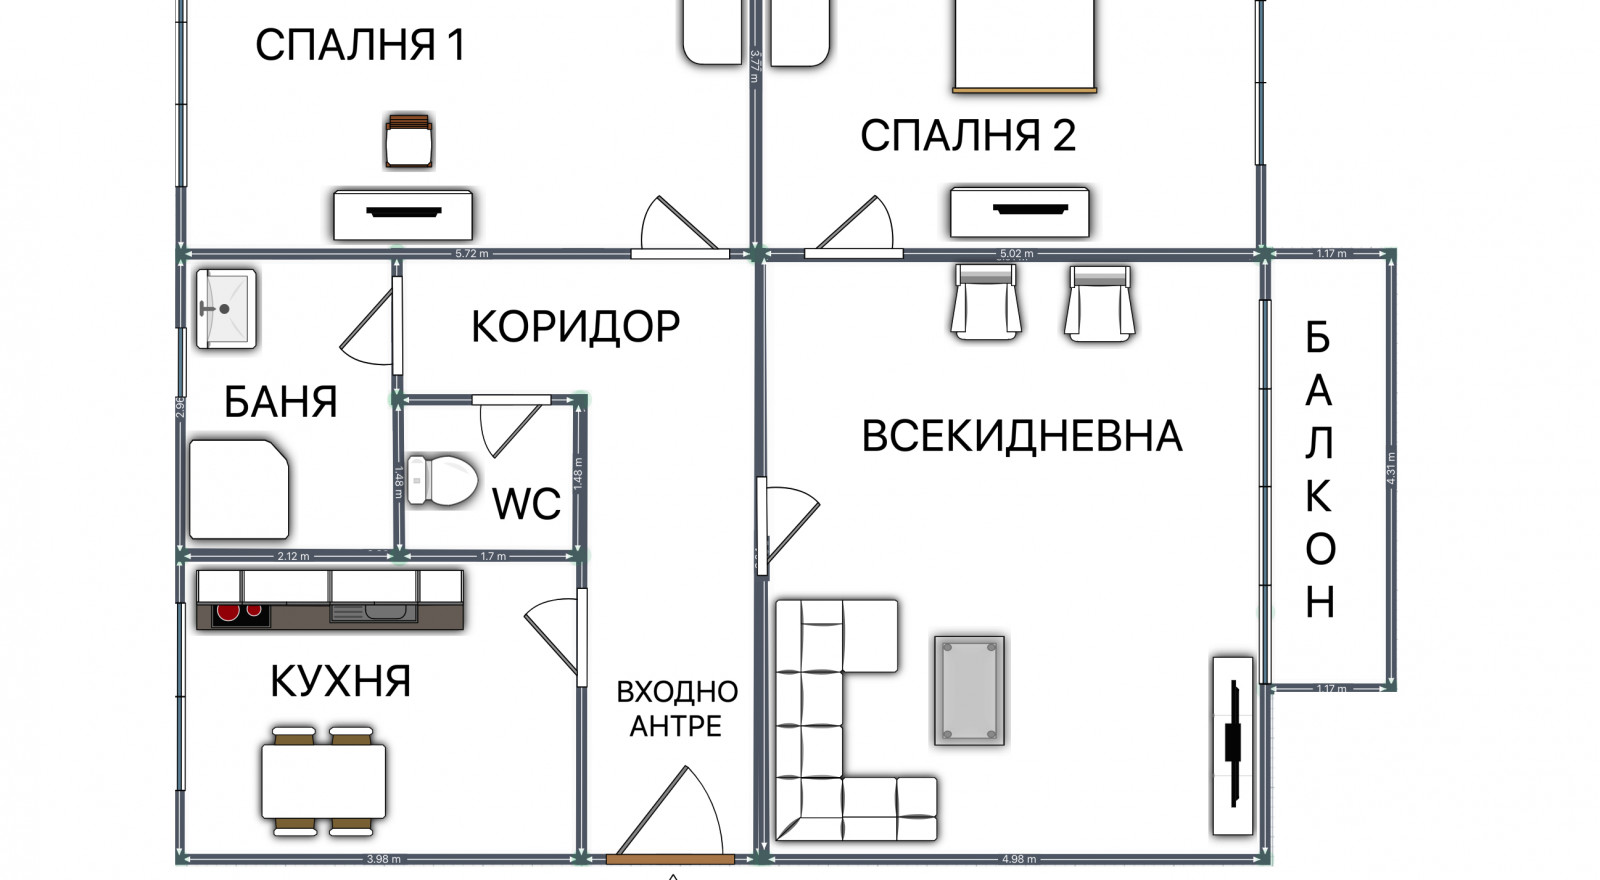 СПАЛНЯ 1
3.77 m
СПАЛНЯ 2
5.72 m
5.02 m
1.17 m
КОРИДОР
БАНЯ
2.96
ВСЕКИДНЕВНА
Б
А
Л
К
О
Н
4.31 m
1.48 m
1.48 m
WC
2.12 m
1.7 m
КУХНЯ
ВХОДНО
АНТРЕ
1.17 m
3.98 m
4.98 m